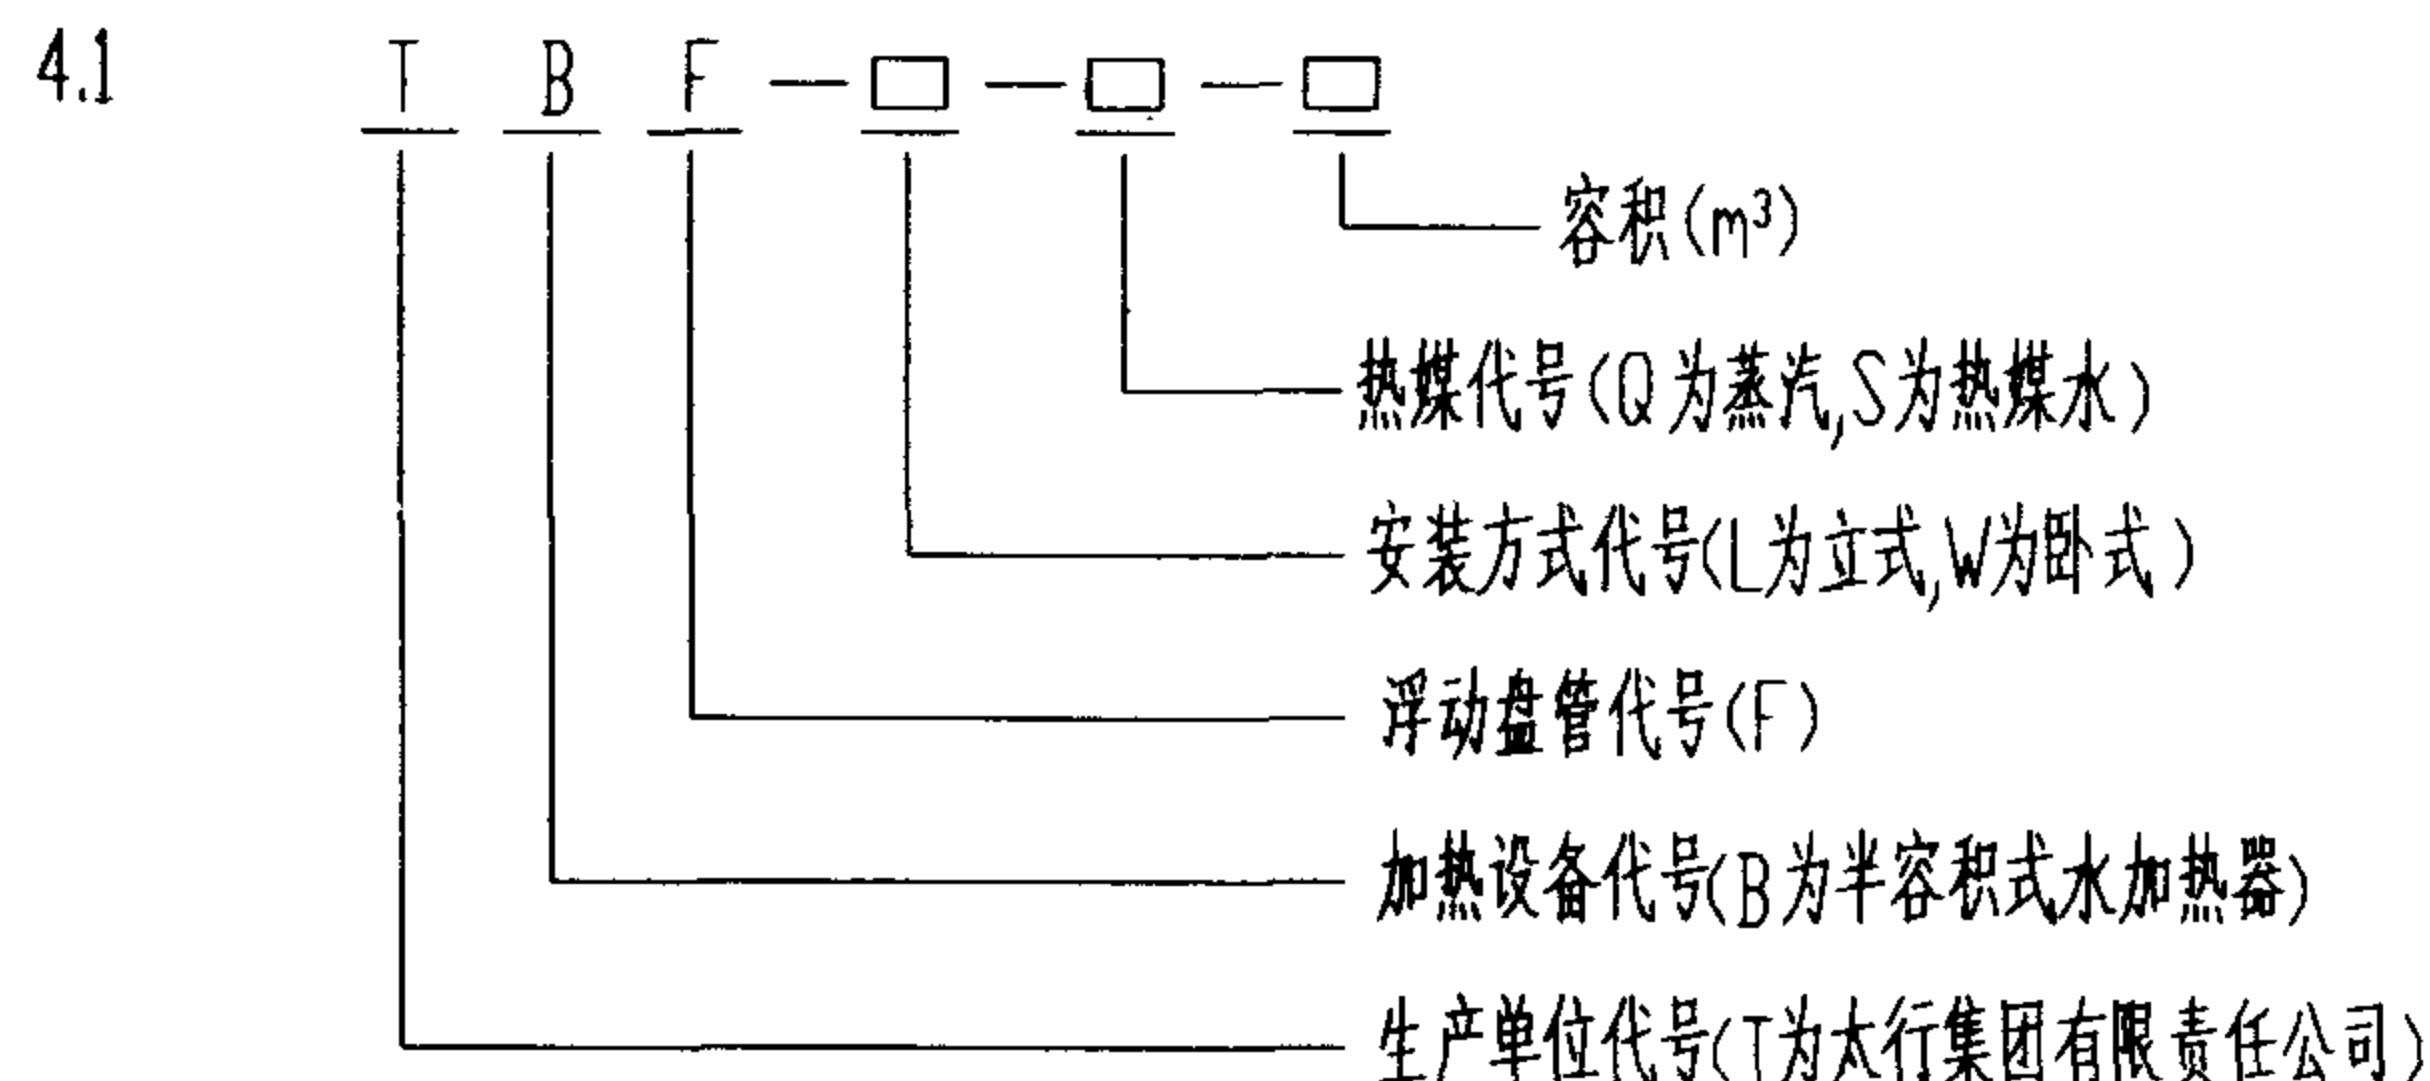 4.1 T B F — □ — □ — □
容积(m³)
热媒代号(Q为蒸汽,S为热媒水)
安装方式代号(L为立式,W为卧式)
浮动盘管代号(F)
加热设备代号(B为半容积式水加热器)
生产单位代号(T为太行集团有限责任公司)